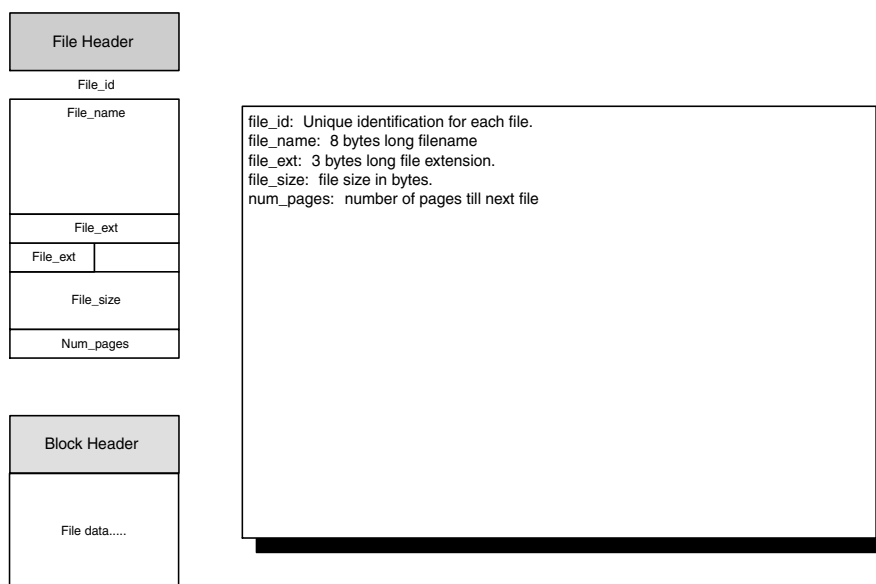 File Header
File_id
File_name
File_ext
File_ext
File_size
Num_pages
Block Header
File data.....
file_id:  Unique identification for each file.
file_name:  8 bytes long filename
file_ext:  3 bytes long file extension.
file_size:  file size in bytes.
num_pages:  number of pages till next file